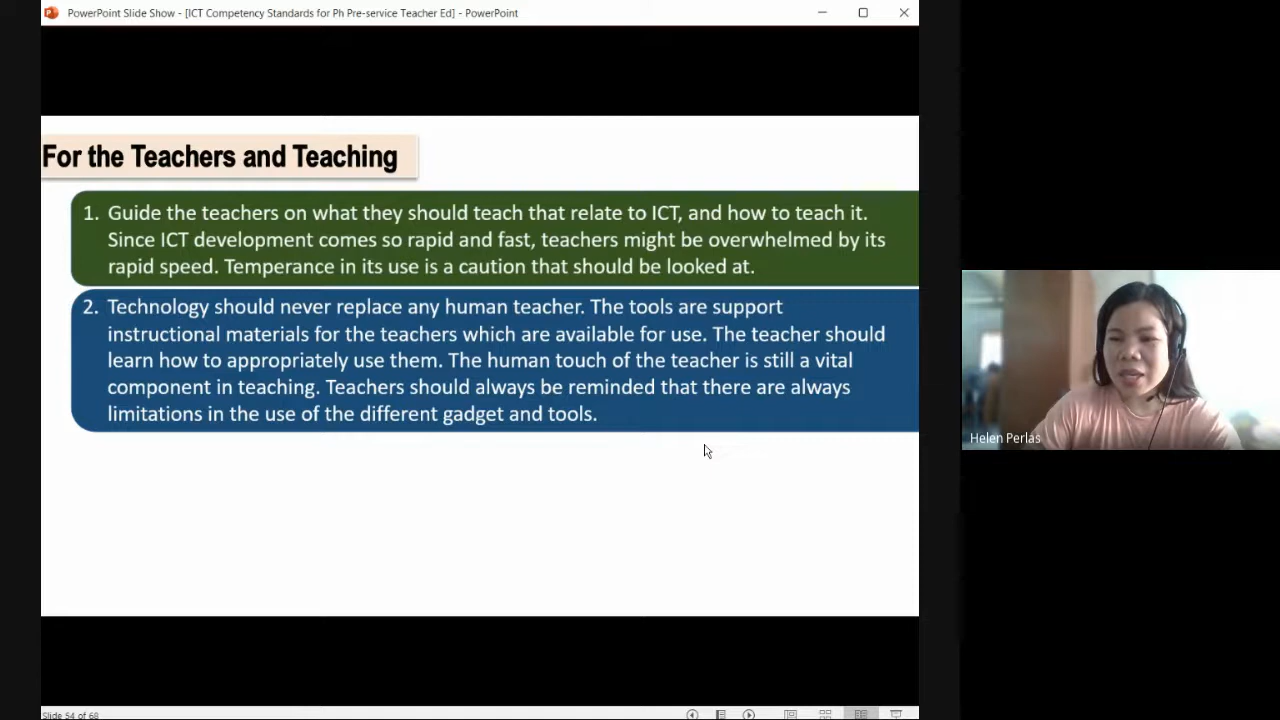 PowerPoint Slide Show - [ICT Competency Standards for Ph Pre-service Teacher Ed] - PowerPoint
For the Teachers and Teaching
1. Guide the teachers on what they should teach that relate to ICT, and how to teach it.
Since ICT development comes so rapid and fast, teachers might be overwhelmed by its
rapid speed. Temperance in its use is a caution that should be looked at.
2. Technology should never replace any human teacher. The tools are support
instructional materials for the teachers which are available for use. The teacher should
learn how to appropriately use them. The human touch of the teacher is still a vital
component in teaching. Teachers should always be reminded that there are always
limitations in the use of the different gadget and tools.
Helen Perlas
Slide 54 of 68